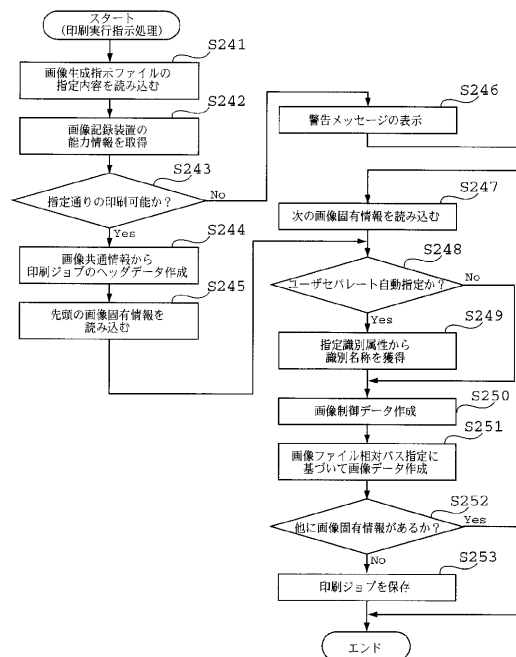 スタート
(印刷実行指示処理)
S241
画像生成指示ファイルの
指定内容を読み込む
S242
画像記録装置の
能力情報を取得
S243
指定通りの印刷可能か？
No
Yes
S244
画像共通情報から
印刷ジョブのヘッダデータ作成
S245
先頭の画像固有情報を
読み込む
S246
警告メッセージの表示
S247
次の画像固有情報を読み込む
S248
ユーザセパレート自動指定か？
No
Yes
S249
指定識別属性から
識別名称を獲得
S250
画像制御データ作成
S251
画像ファイル相対パス指定に
基づいて画像データ作成
S252
他に画像固有情報があるか？
Yes
No
S253
印刷ジョブを保存
エンド